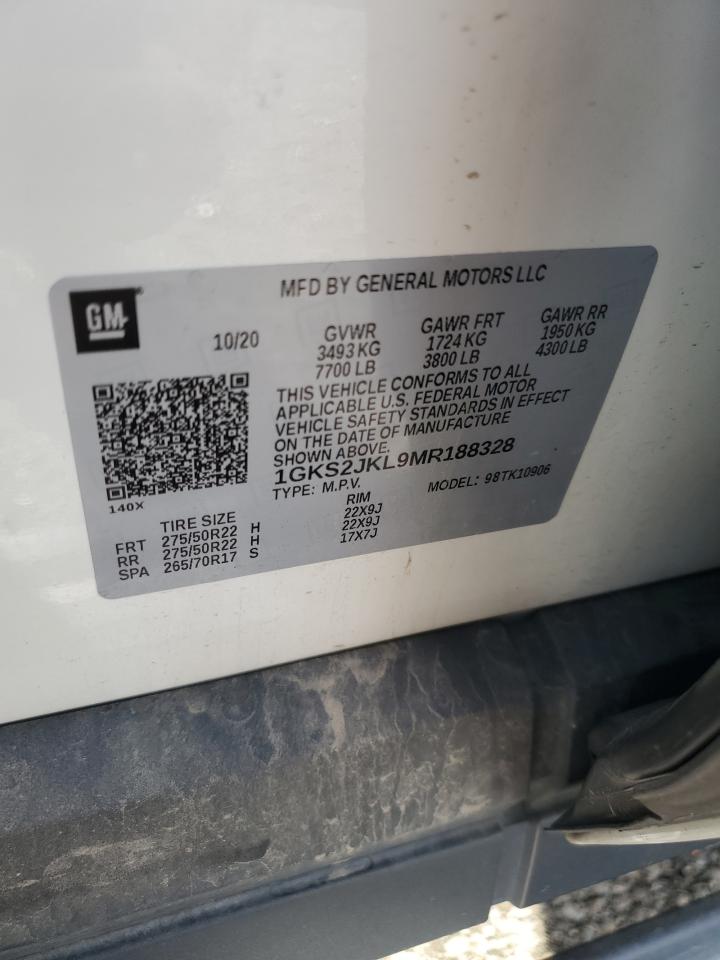 GM
MFD BY GENERAL MOTORS LLC
10/20
GVWR
3493 KG
7700 LB
GAWR FRT
1724 KG
3800 LB
GAWR RR
1950 KG
4300 LB
THIS VEHICLE CONFORMS TO ALL
APPLICABLE U.S. FEDERAL MOTOR
VEHICLE SAFETY STANDARDS IN EFFECT
ON THE DATE OF MANUFACTURE
SHOWN ABOVE.
1GKS2JKL9MR188328
TYPE: M.P.V. MODEL: 98TK10906
140X
TIRE SIZE RIM
FRT 275/50R22 H 22X9J
RR 275/50R22 H 22X9J
SPA 265/70R17 S 17X7J